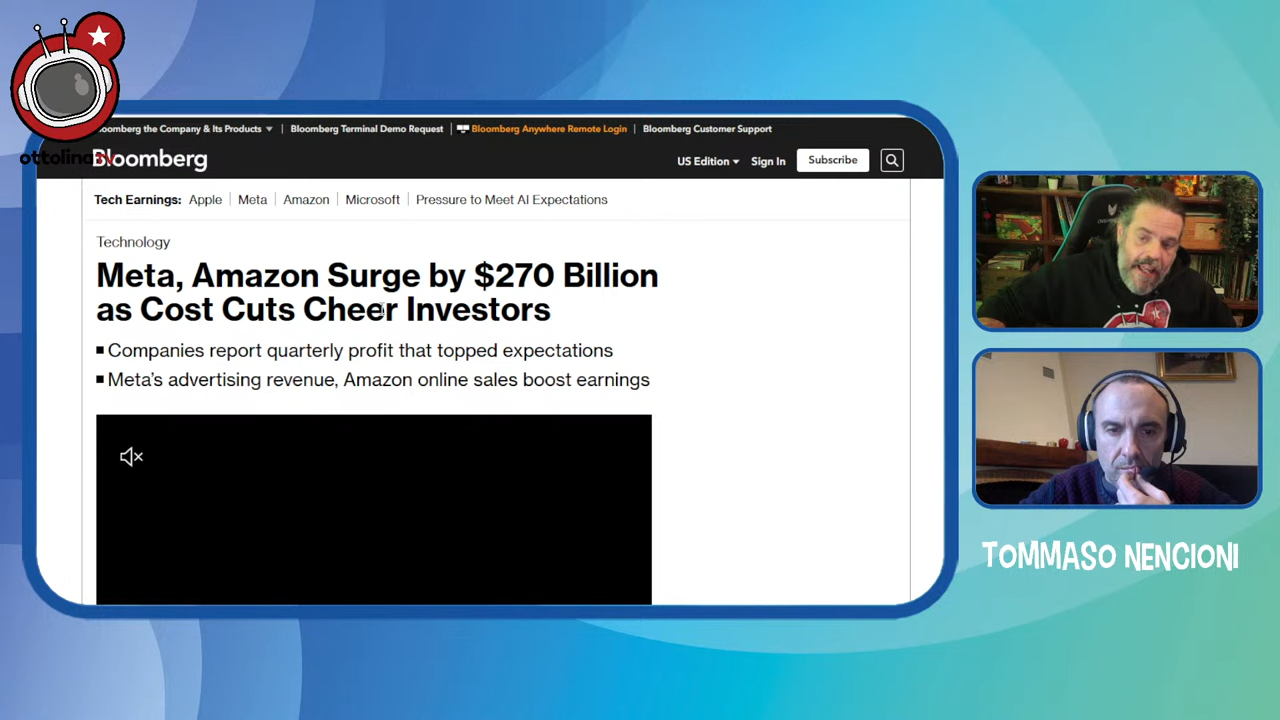 ottolinaTV
Bloomberg the Company & Its Products
Bloomberg Terminal Demo Request
Bloomberg Anywhere Remote Login
Bloomberg Customer Support
Bloomberg
US Edition
Sign In
Subscribe
Tech Earnings: Apple Meta Amazon Microsoft Pressure to Meet AI Expectations
Technology
Meta, Amazon Surge by $270 Billion
as Cost Cuts Cheer Investors
Companies report quarterly profit that topped expectations
Meta's advertising revenue, Amazon online sales boost earnings
TOMMASO NENCIONI